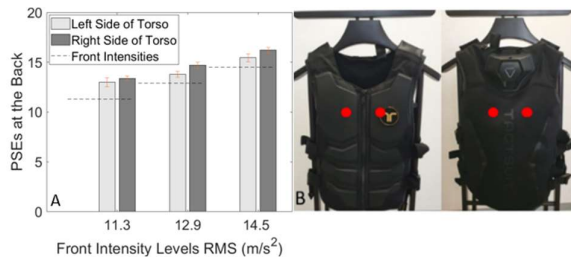 Left Side of Torso
Right Side of Torso
Front Intensities
PSEs at the Back
20
15
10
5
0
A
11.3
12.9
14.5
Front Intensity Levels RMS (m/s²)
B